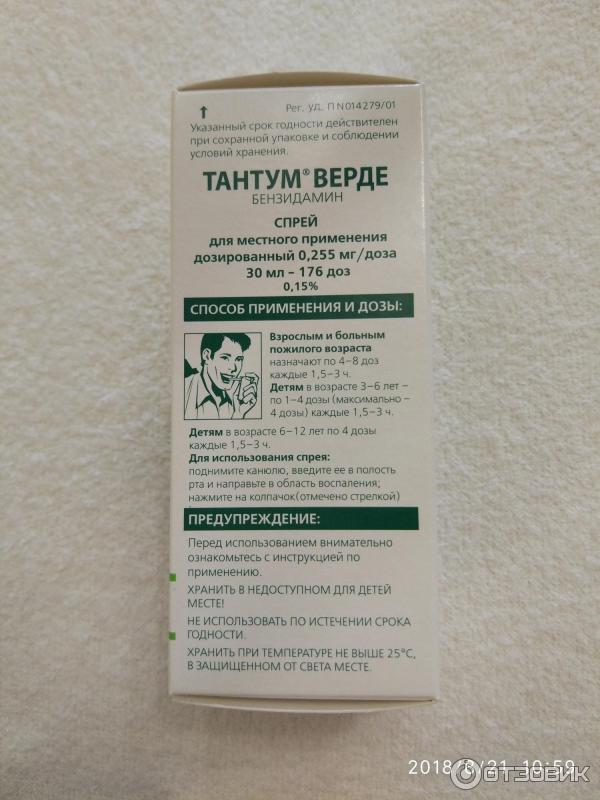 Рег. уд. П N014279/01
Указанный срок годности действителен
при сохранной упаковке и соблюдении
условий хранения.
ТАНТУМ® ВЕРДЕ
БЕНЗИДАМИН
СПРЕЙ
для местного применения
дозированный 0,255 мг/доза
30 мл – 176 доз
0,15%
СПОСОБ ПРИМЕНЕНИЯ И ДОЗЫ:
Взрослым и больным
пожилого возраста
назначают по 4–8 доз
каждые 1,5–3 ч.
Детям в возрасте 3–6 лет –
по 1–4 дозы (максимально –
4 дозы) каждые 1,5–3 ч.
Детям в возрасте 6–12 лет по 4 дозы
каждые 1,5–3 ч.
Для использования спрея:
поднимите канюлю, введите ее в полость
рта и направьте в область воспаления;
нажмите на колпачок(отмечено стрелкой)
ПРЕДУПРЕЖДЕНИЕ:
Перед использованием внимательно
ознакомьтесь с инструкцией по
применению.
ХРАНИТЬ В НЕДОСТУПНОМ ДЛЯ ДЕТЕЙ
МЕСТЕ!
НЕ ИСПОЛЬЗОВАТЬ ПО ИСТЕЧЕНИИ СРОКА
ГОДНОСТИ.
ХРАНИТЬ ПРИ ТЕМПЕРАТУРЕ НЕ ВЫШЕ 25°С,
В ЗАЩИЩЕННОМ ОТ СВЕТА МЕСТЕ.
2018/8/21 10:59
ОТЗОВИК